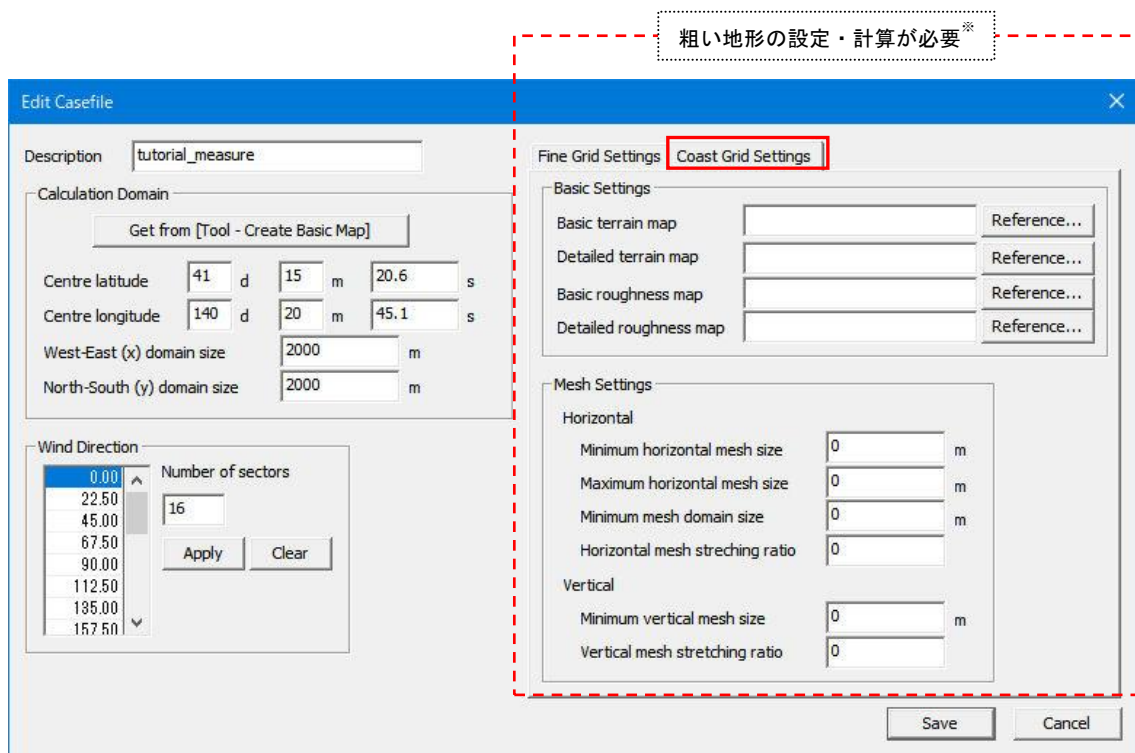 粗い地形の設定・計算が必要※
Edit Casefile
Description tutorial_measure
Calculation Domain
Get from [Tool - Create Basic Map]
Centre latitude 41 d 15 m 20.6 s
Centre longitude 140 d 20 m 45.1 s
West-East (x) domain size 2000 m
North-South (y) domain size 2000 m
Wind Direction
0.00
22.50
45.00
67.50
90.00
112.50
135.00
157.50
Number of sectors
16
Apply Clear
Fine Grid Settings Coast Grid Settings
Basic Settings
Basic terrain map Reference...
Detailed terrain map Reference...
Basic roughness map Reference...
Detailed roughness map Reference...
Mesh Settings
Horizontal
Minimum horizontal mesh size 0 m
Maximum horizontal mesh size 0 m
Minimum mesh domain size 0 m
Horizontal mesh streching ratio 0
Vertical
Minimum vertical mesh size 0 m
Vertical mesh stretching ratio 0
Save Cancel